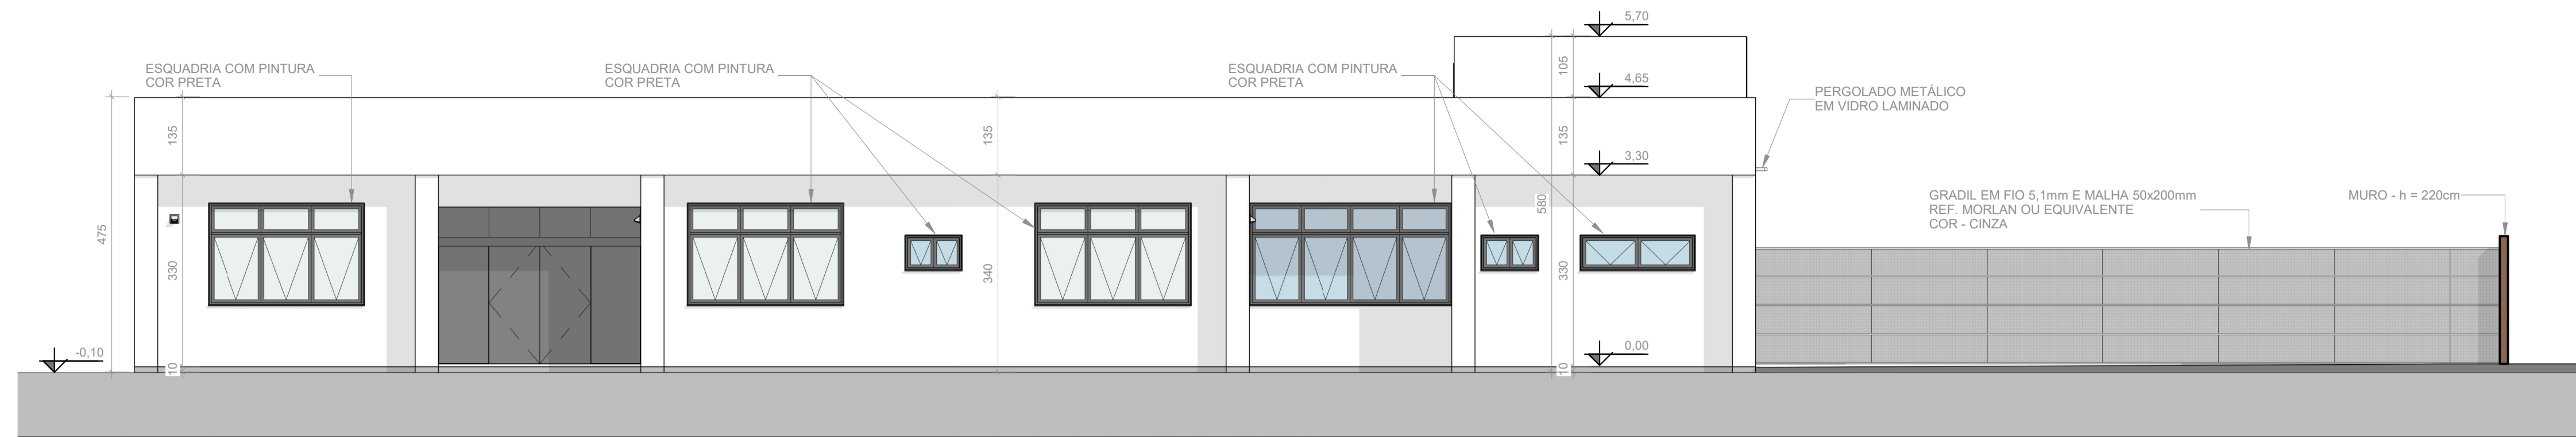 5,70
ESQUADRIA COM PINTURA
COR PRETA
ESQUADRIA COM PINTURA
COR PRETA
ESQUADRIA COM PINTURA
COR PRETA
105
4,65
PERGOLADO METÁLICO
EM VIDRO LAMINADO
135
135
135
3,30
475
580
GRADIL EM FIO 5,1mm E MALHA 50x200mm
REF. MORLAN OU EQUIVALENTE
COR - CINZA
MURO - h = 220cm
330
340
330
-0,10
0,00
10
10